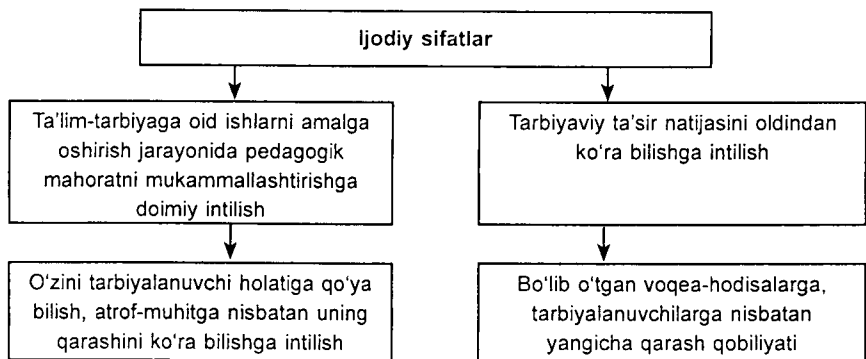 Ijodiy sifatlar
Ta’lim-tarbiyaga oid ishlarni amalga
oshirish jarayonida pedagogik
mahoratni mukammallashtirishga
doimiy intilish
Tarbiyaviy ta’sir natijasini oldindan
ko‘ra bilishga intilish
O‘zini tarbiyalanuvchi holatiga qo‘ya
bilish, atrof-muhitga nisbatan uning
qarashini ko‘ra bilishga intilish
Bo‘lib o‘tgan voqea-hodisalarga,
tarbiyalanuvchilarga nisbatan
yangicha qarash qobiliyati